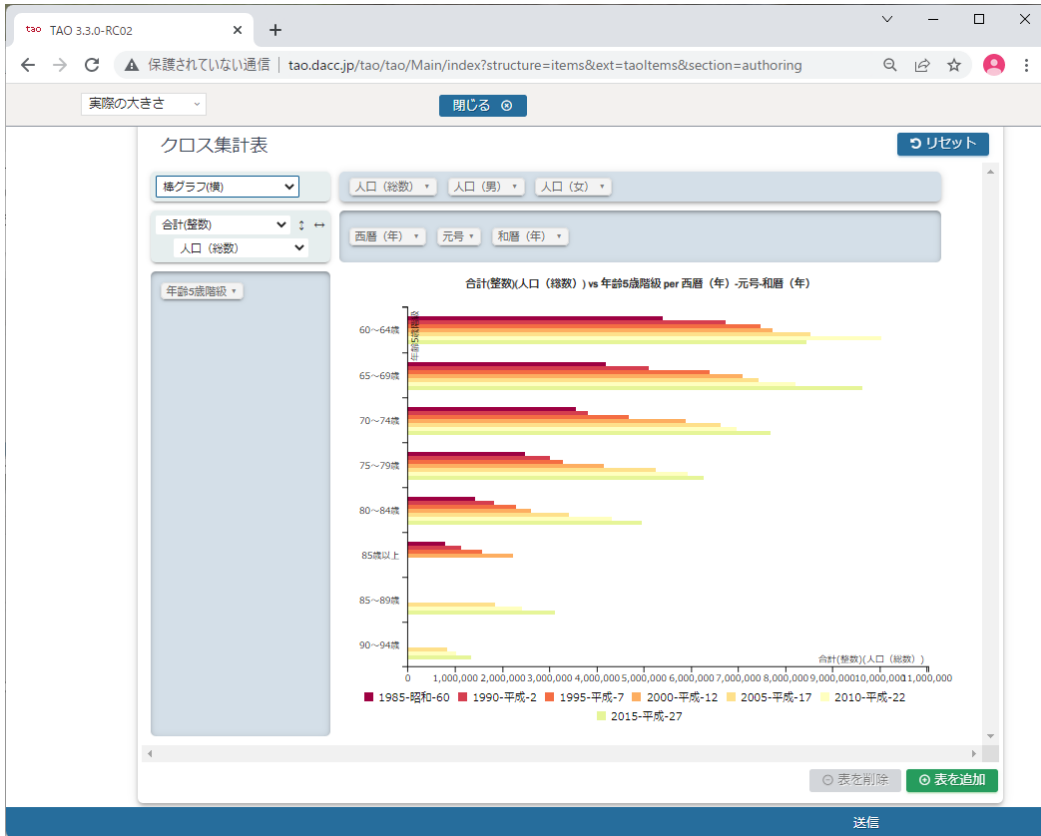 tao TAO 3.3.0-RC02
保護されていない通信 | tao.dacc.jp/tao/tao/Main/index?structure=items&ext=taoItems&section=authoring
実際の大きさ 閉じる
クロス集計表 リセット
棒グラフ(横) 人口（総数） 人口（男） 人口（女）
合計(整数) ↕ ↔
人口（総数）
西暦（年） 元号 和暦（年）
年齢5歳階級
合計(整数)(人口（総数）) vs 年齢5歳階級 per 西暦（年）-元号-和暦（年）
年齢5歳階級
60～64歳
65～69歳
70～74歳
75～79歳
80～84歳
85歳以上
85～89歳
90～94歳
合計(整数)(人口（総数）)
0 1,000,000 2,000,000 3,000,000 4,000,000 5,000,000 6,000,000 7,000,000 8,000,000 9,000,000 10,000,000 11,000,000
1985-昭和-60 1990-平成-2 1995-平成-7 2000-平成-12 2005-平成-17 2010-平成-22
2015-平成-27
表を削除 表を追加
送信